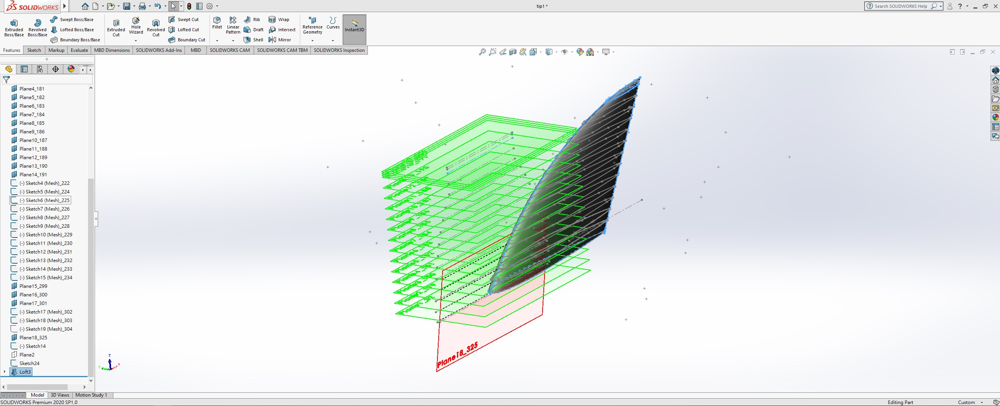 SOLIDWORKS
tip1 *
Search SOLIDWORKS Help
?
Extruded Boss/Base
Revolved Boss/Base
Swept Boss/Base
Lofted Boss/Base
Boundary Boss/Base
Extruded Cut
Hole Wizard
Revolved Cut
Swept Cut
Lofted Cut
Boundary Cut
Fillet
Linear Pattern
Rib
Draft
Shell
Wrap
Intersect
Mirror
Reference Geometry
Curves
Instant3D
Features
Sketch
Markup
Evaluate
MBD Dimensions
SOLIDWORKS Add-Ins
MBD
SOLIDWORKS CAM
SOLIDWORKS CAM TBM
SOLIDWORKS Inspection
Plane4_181
Plane5_182
Plane6_183
Plane7_184
Plane8_185
Plane9_186
Plane10_187
Plane11_188
Plane12_189
Plane13_190
Plane14_191
(-) Sketch4 (Mesh)_222
(-) Sketch5 (Mesh)_224
(-) Sketch6 (Mesh)_225
(-) Sketch7 (Mesh)_226
(-) Sketch8 (Mesh)_227
(-) Sketch9 (Mesh)_228
(-) Sketch10 (Mesh)_229
(-) Sketch11 (Mesh)_230
(-) Sketch12 (Mesh)_231
(-) Sketch13 (Mesh)_232
(-) Sketch14 (Mesh)_233
(-) Sketch15 (Mesh)_234
Plane15_299
Plane16_300
Plane17_301
(-) Sketch17 (Mesh)_302
(-) Sketch18 (Mesh)_303
(-) Sketch19 (Mesh)_304
Plane18_325
(-) Sketch14
Plane2
Sketch24
Loft3
Plane18_325
Z
Y
X
Model
3D Views
Motion Study 1
SOLIDWORKS Premium 2020 SP1.0
Editing Part
Custom